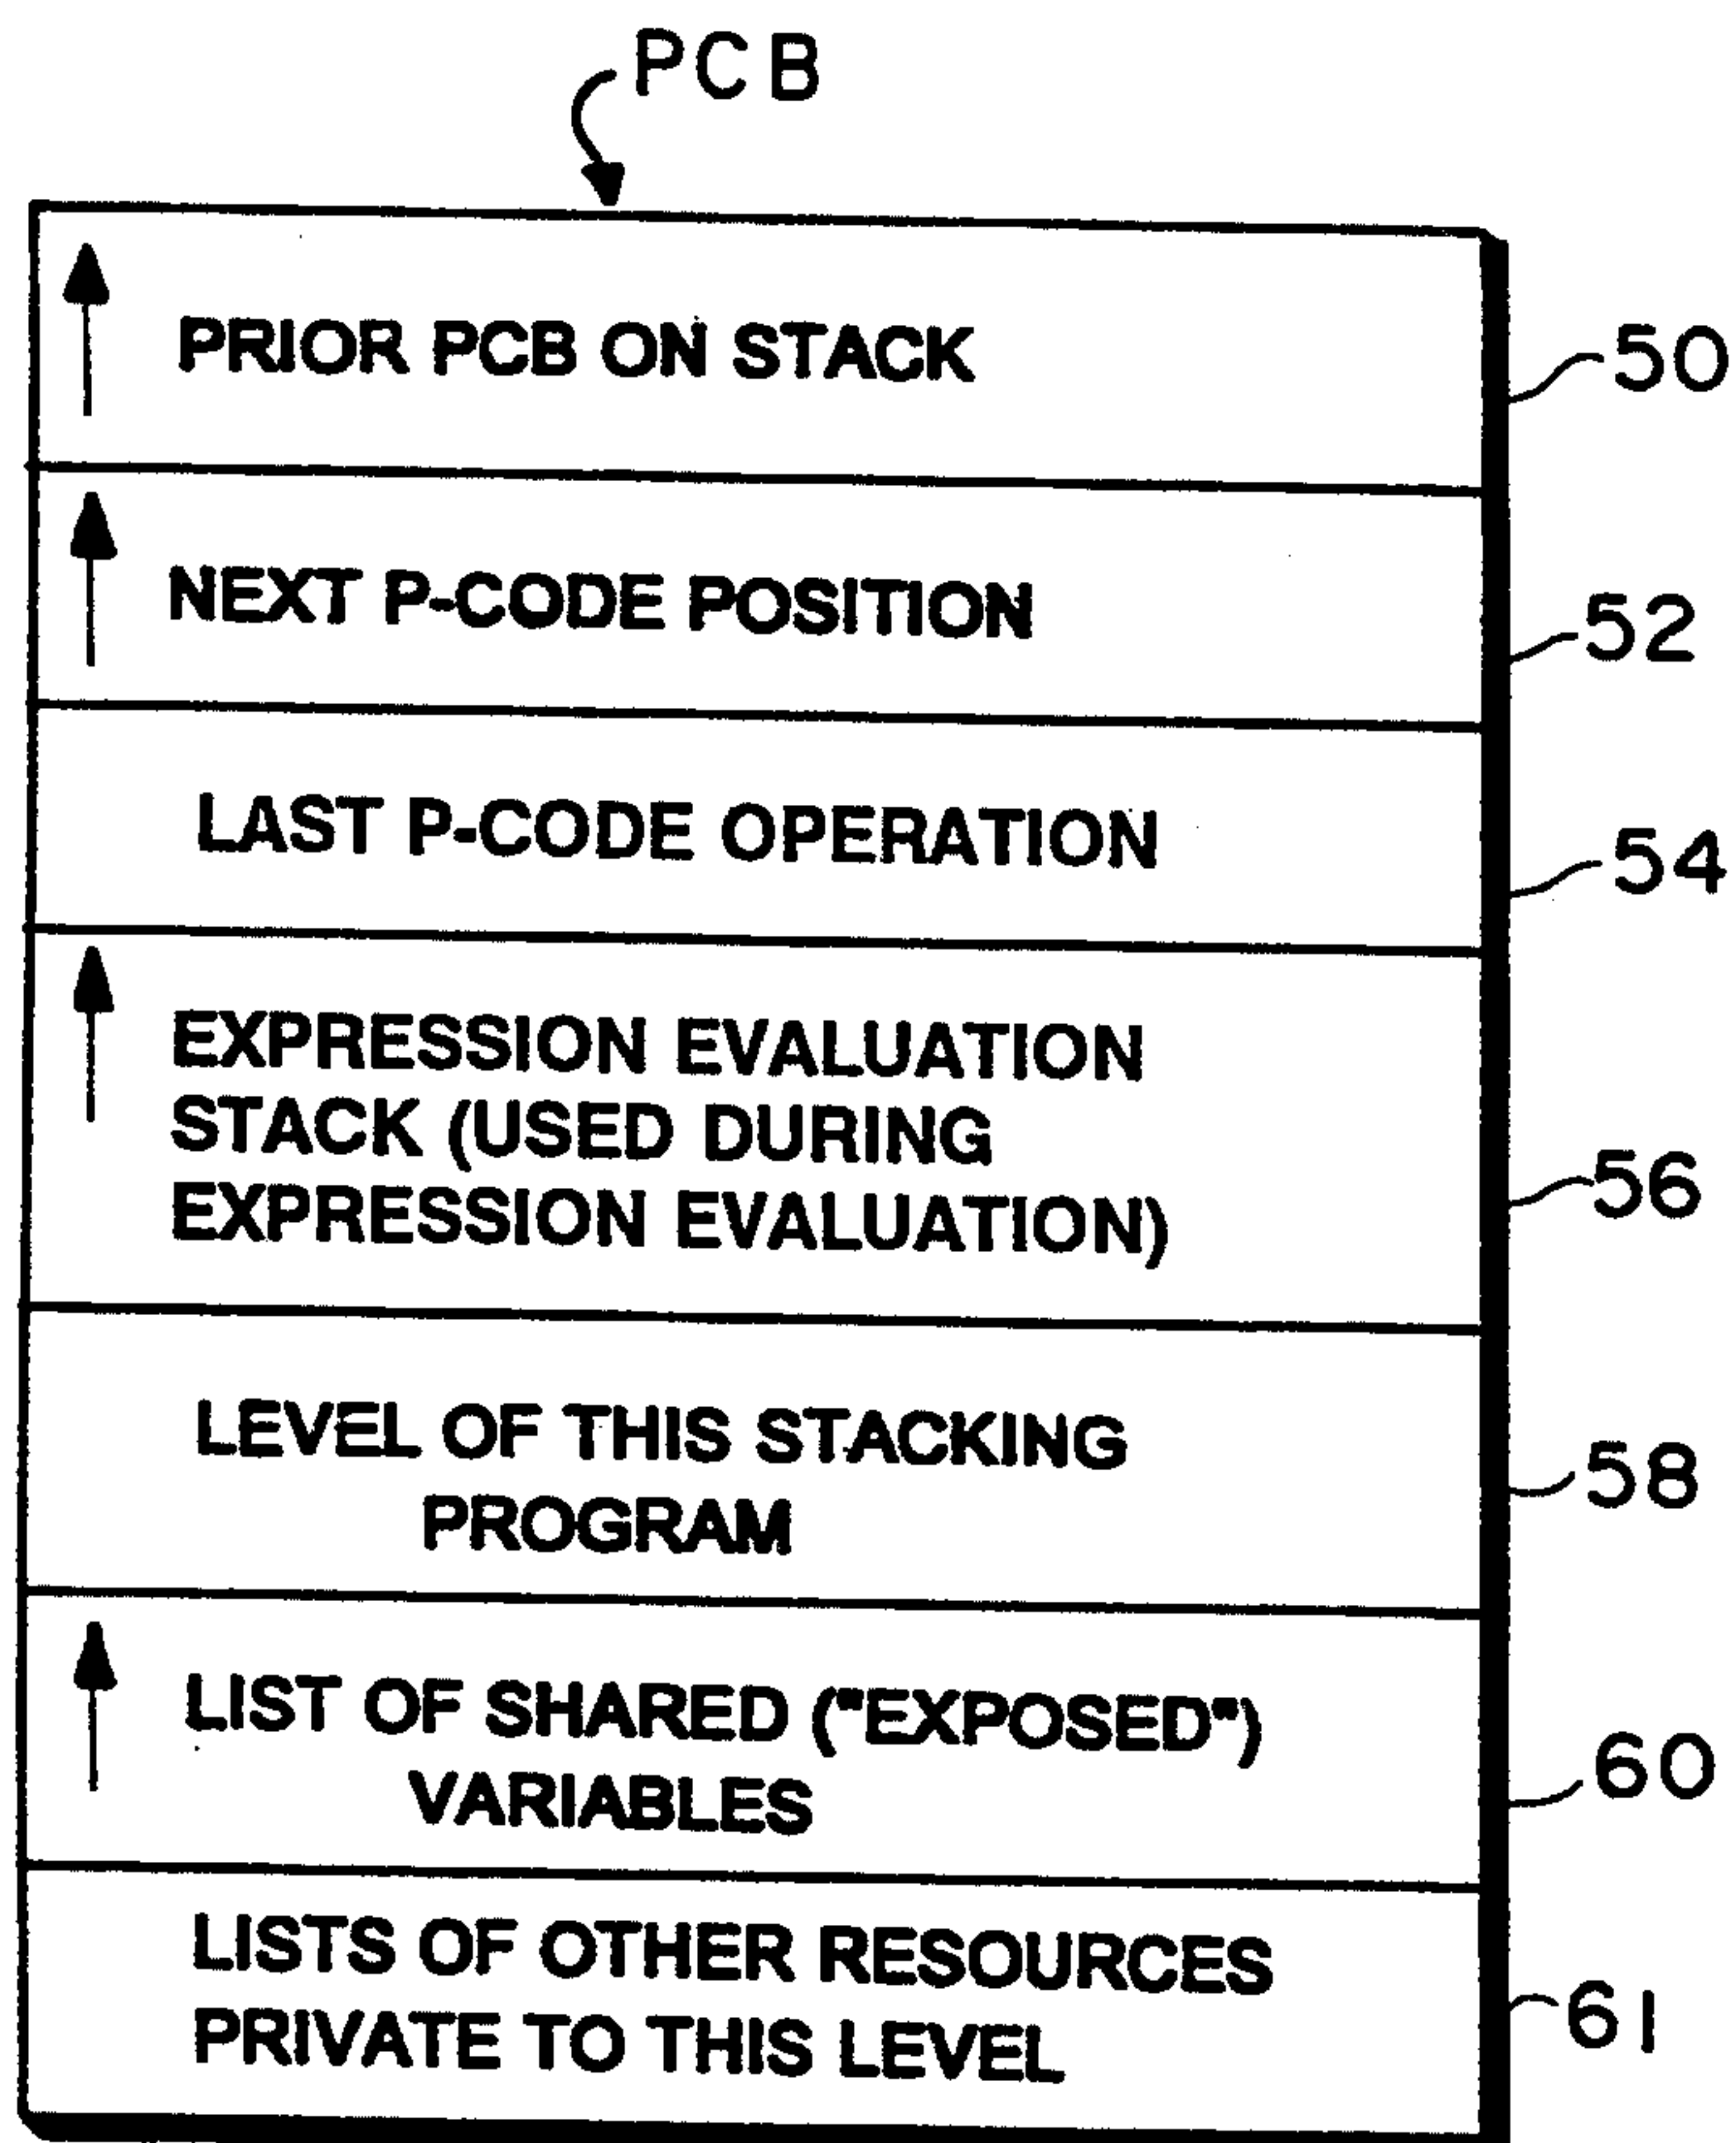 PCB
PRIOR PCB ON STACK
50
NEXT P-CODE POSITION
52
LAST P-CODE OPERATION
54
EXPRESSION EVALUATION
STACK (USED DURING
EXPRESSION EVALUATION)
56
LEVEL OF THIS STACKING
PROGRAM
58
LIST OF SHARED ("EXPOSED")
VARIABLES
60
LISTS OF OTHER RESOURCES
PRIVATE TO THIS LEVEL
61